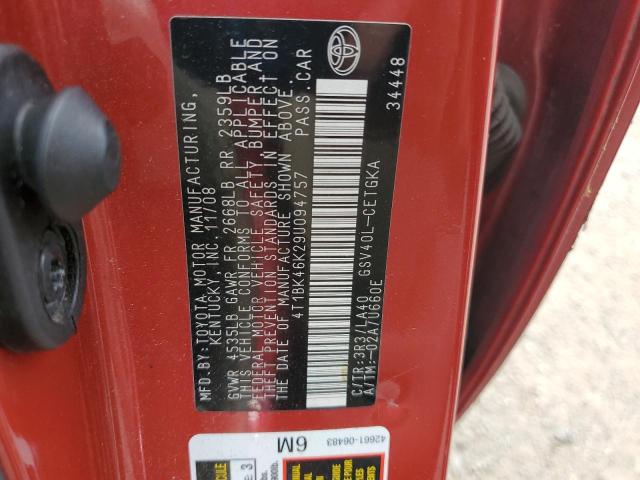 MFD.BY:TOYOTA MOTOR MANUFACTURING,
KENTUCKY, INC. 11/08
GVWR 4535LB GAWR FR 2668LB RR 2359LB
THIS VEHICLE CONFORMS TO ALL APPLICABLE
FEDERAL MOTOR VEHICLE SAFETY, BUMPER, AND
THEFT PREVENTION STANDARDS IN EFFECT ON
THE DATE OF MANUFACTURE SHOWN ABOVE.
4T1BK46K29U094757 PASS.CAR
C/TR:3R3/LA40 GSV40L-CETGKA
A/TM:-02A/U660E
34448
42661-06483
6M